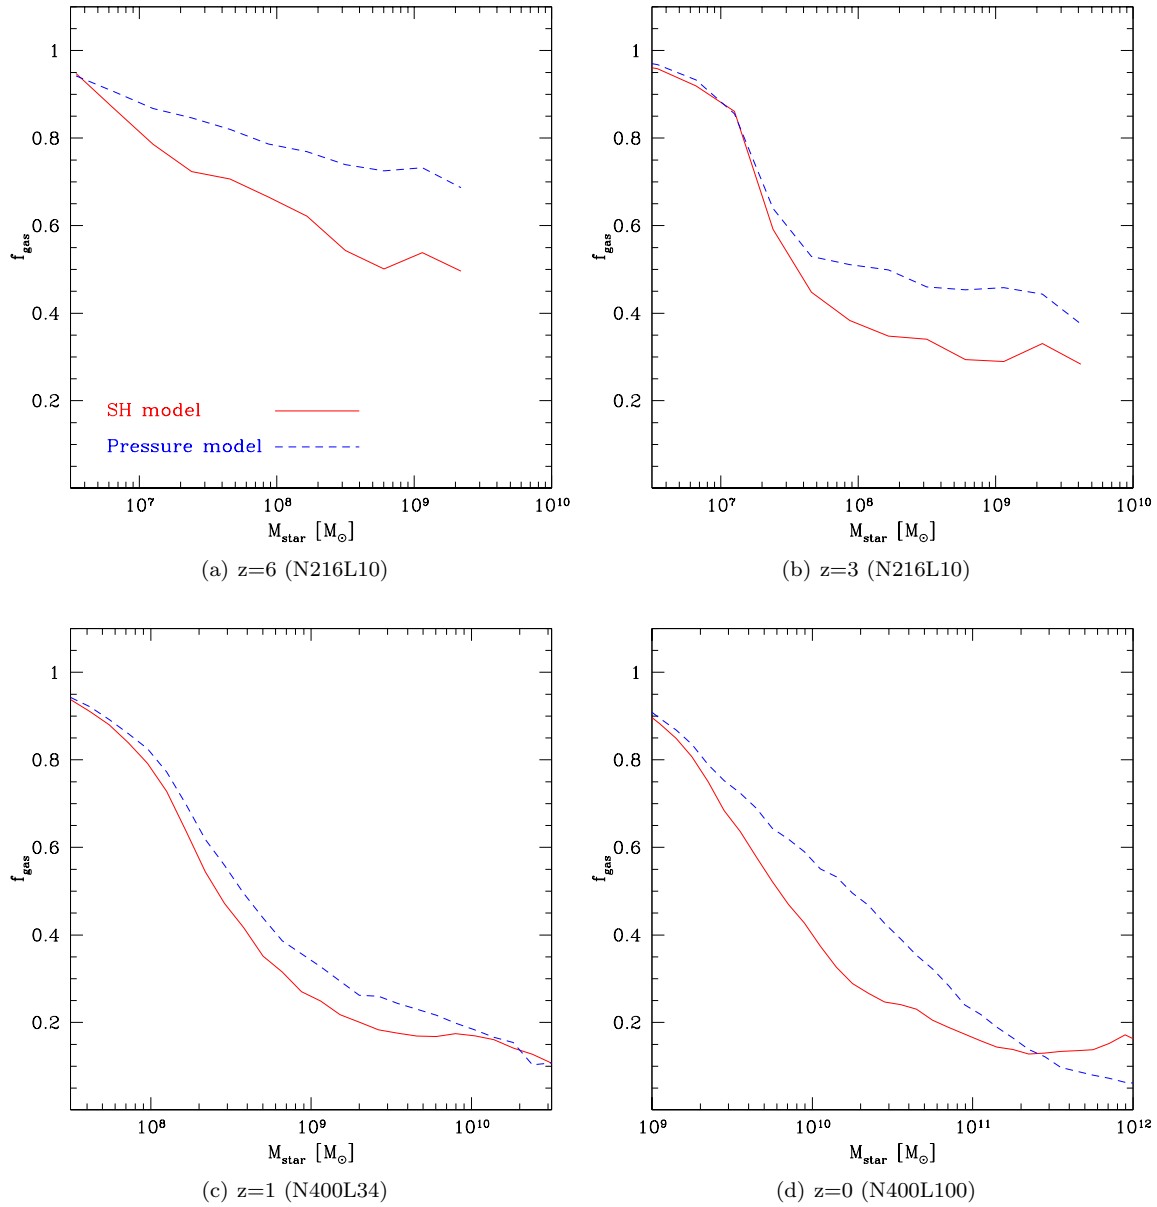 1
0.8
0.6
0.4
0.2
f_gas
SH model
Pressure model
10^7
10^8
10^9
10^10
M_star [M_⊙]
(a) z=6 (N216L10)
1
0.8
0.6
0.4
0.2
f_gas
10^7
10^8
10^9
10^10
M_star [M_⊙]
(b) z=3 (N216L10)
1
0.8
0.6
0.4
0.2
f_gas
10^8
10^9
10^10
M_star [M_⊙]
(c) z=1 (N400L34)
1
0.8
0.6
0.4
0.2
f_gas
10^9
10^10
10^11
10^12
M_star [M_⊙]
(d) z=0 (N400L100)